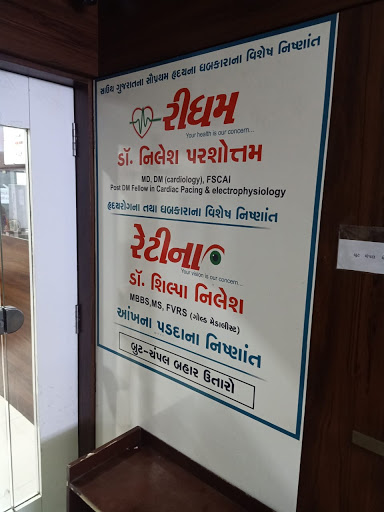 સાઉથ ગુજરાતના સૌપ્રથમ હૃદયના ધબકારાના વિશેષ નિષ્ણાંત
રીધમ
Your health is our concern...
ડૉ. નિલેશ પરશોત્તમ
MD, DM (cardiology), FSCAI
Post DM Fellow in Cardiac Pacing & electrophysiology
હૃદયરોગના તથા ધબકારાના વિશેષ નિષ્ણાંત
રેટીના
Your vision is our concern...
ડૉ. શિલ્પા નિલેશ
MBBS,MS, FVRS (ગોલ્ડ મેડાલીસ્ટ)
આંખના પડદાના નિષ્ણાંત
બુટ-ચંપલ બહાર ઉતારો